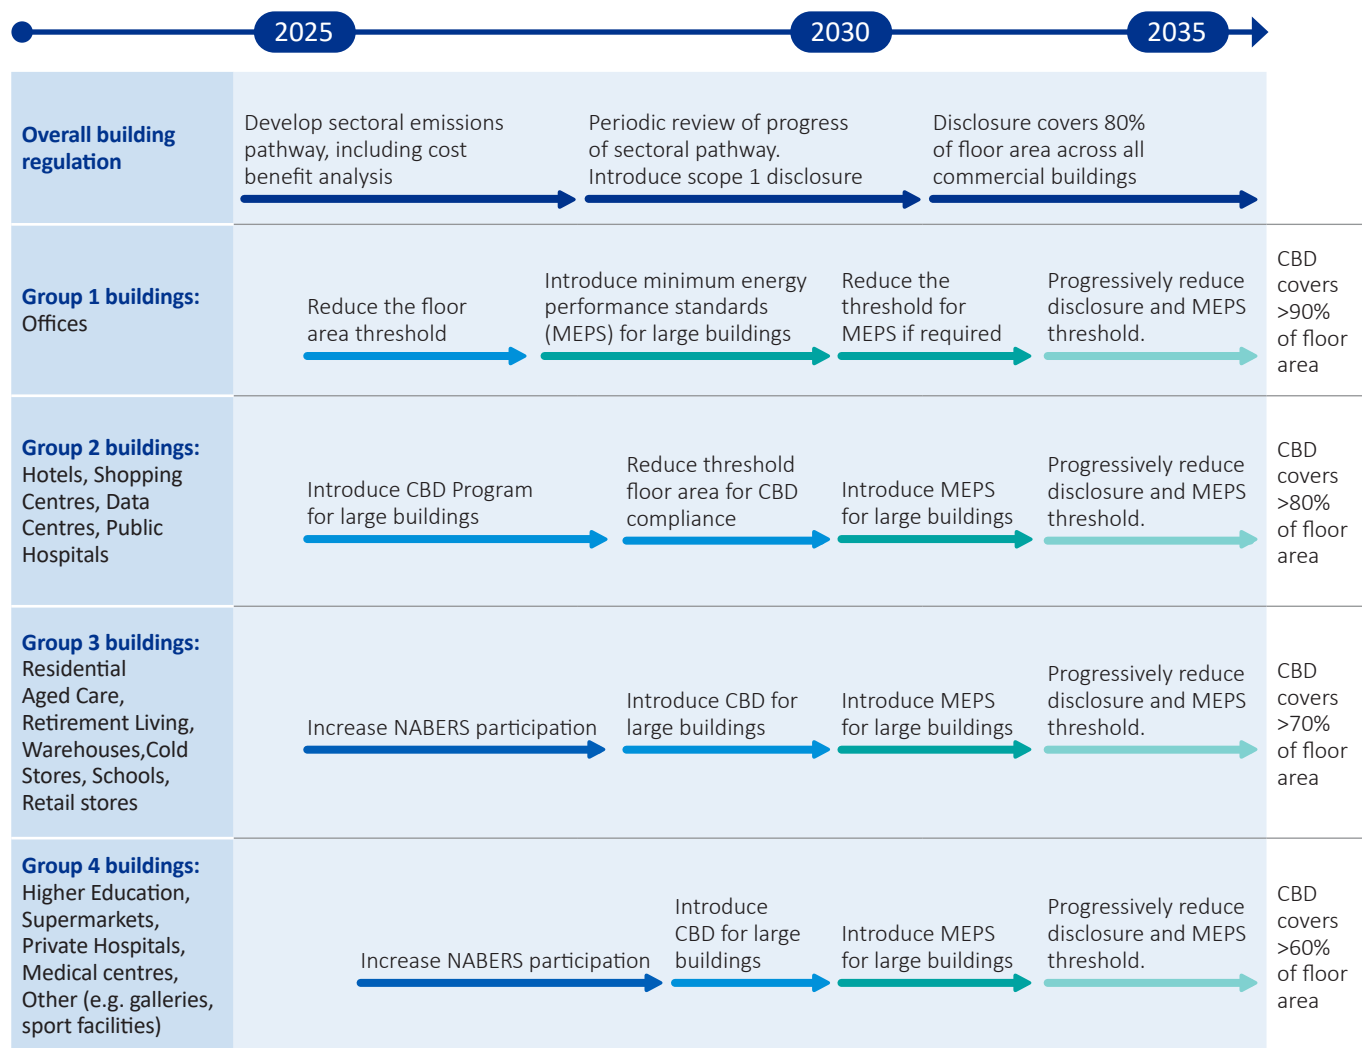 2025
2030
2035
Overall building
regulation
Develop sectoral emissions
pathway, including cost
benefit analysis
Periodic review of progress
of sectoral pathway.
Introduce scope 1 disclosure
Disclosure covers 80%
of floor area across all
commercial buildings
Group 1 buildings:
Offices
Reduce the floor
area threshold
Introduce minimum energy
performance standards
(MEPS) for large buildings
Reduce the
threshold for
MEPS if required
Progressively reduce
disclosure and MEPS
threshold.
CBD
covers
>90%
of floor
area
Group 2 buildings:
Hotels, Shopping
Centres, Data
Centres, Public
Hospitals
Introduce CBD Program
for large buildings
Reduce threshold
floor area for CBD
compliance
Introduce MEPS
for large buildings
Progressively reduce
disclosure and MEPS
threshold.
CBD
covers
>80%
of floor
area
Group 3 buildings:
Residential
Aged Care,
Retirement Living,
Warehouses,Cold
Stores, Schools,
Retail stores
Increase NABERS participation
Introduce CBD for
large buildings
Introduce MEPS
for large buildings
Progressively reduce
disclosure and MEPS
threshold.
CBD
covers
>70%
of floor
area
Group 4 buildings:
Higher Education,
Supermarkets,
Private Hospitals,
Medical centres,
Other (e.g. galleries,
sport facilities)
Increase NABERS participation
Introduce
CBD for large
buildings
Introduce MEPS
for large buildings
Progressively reduce
disclosure and MEPS
threshold.
CBD
covers
>60%
of floor
area